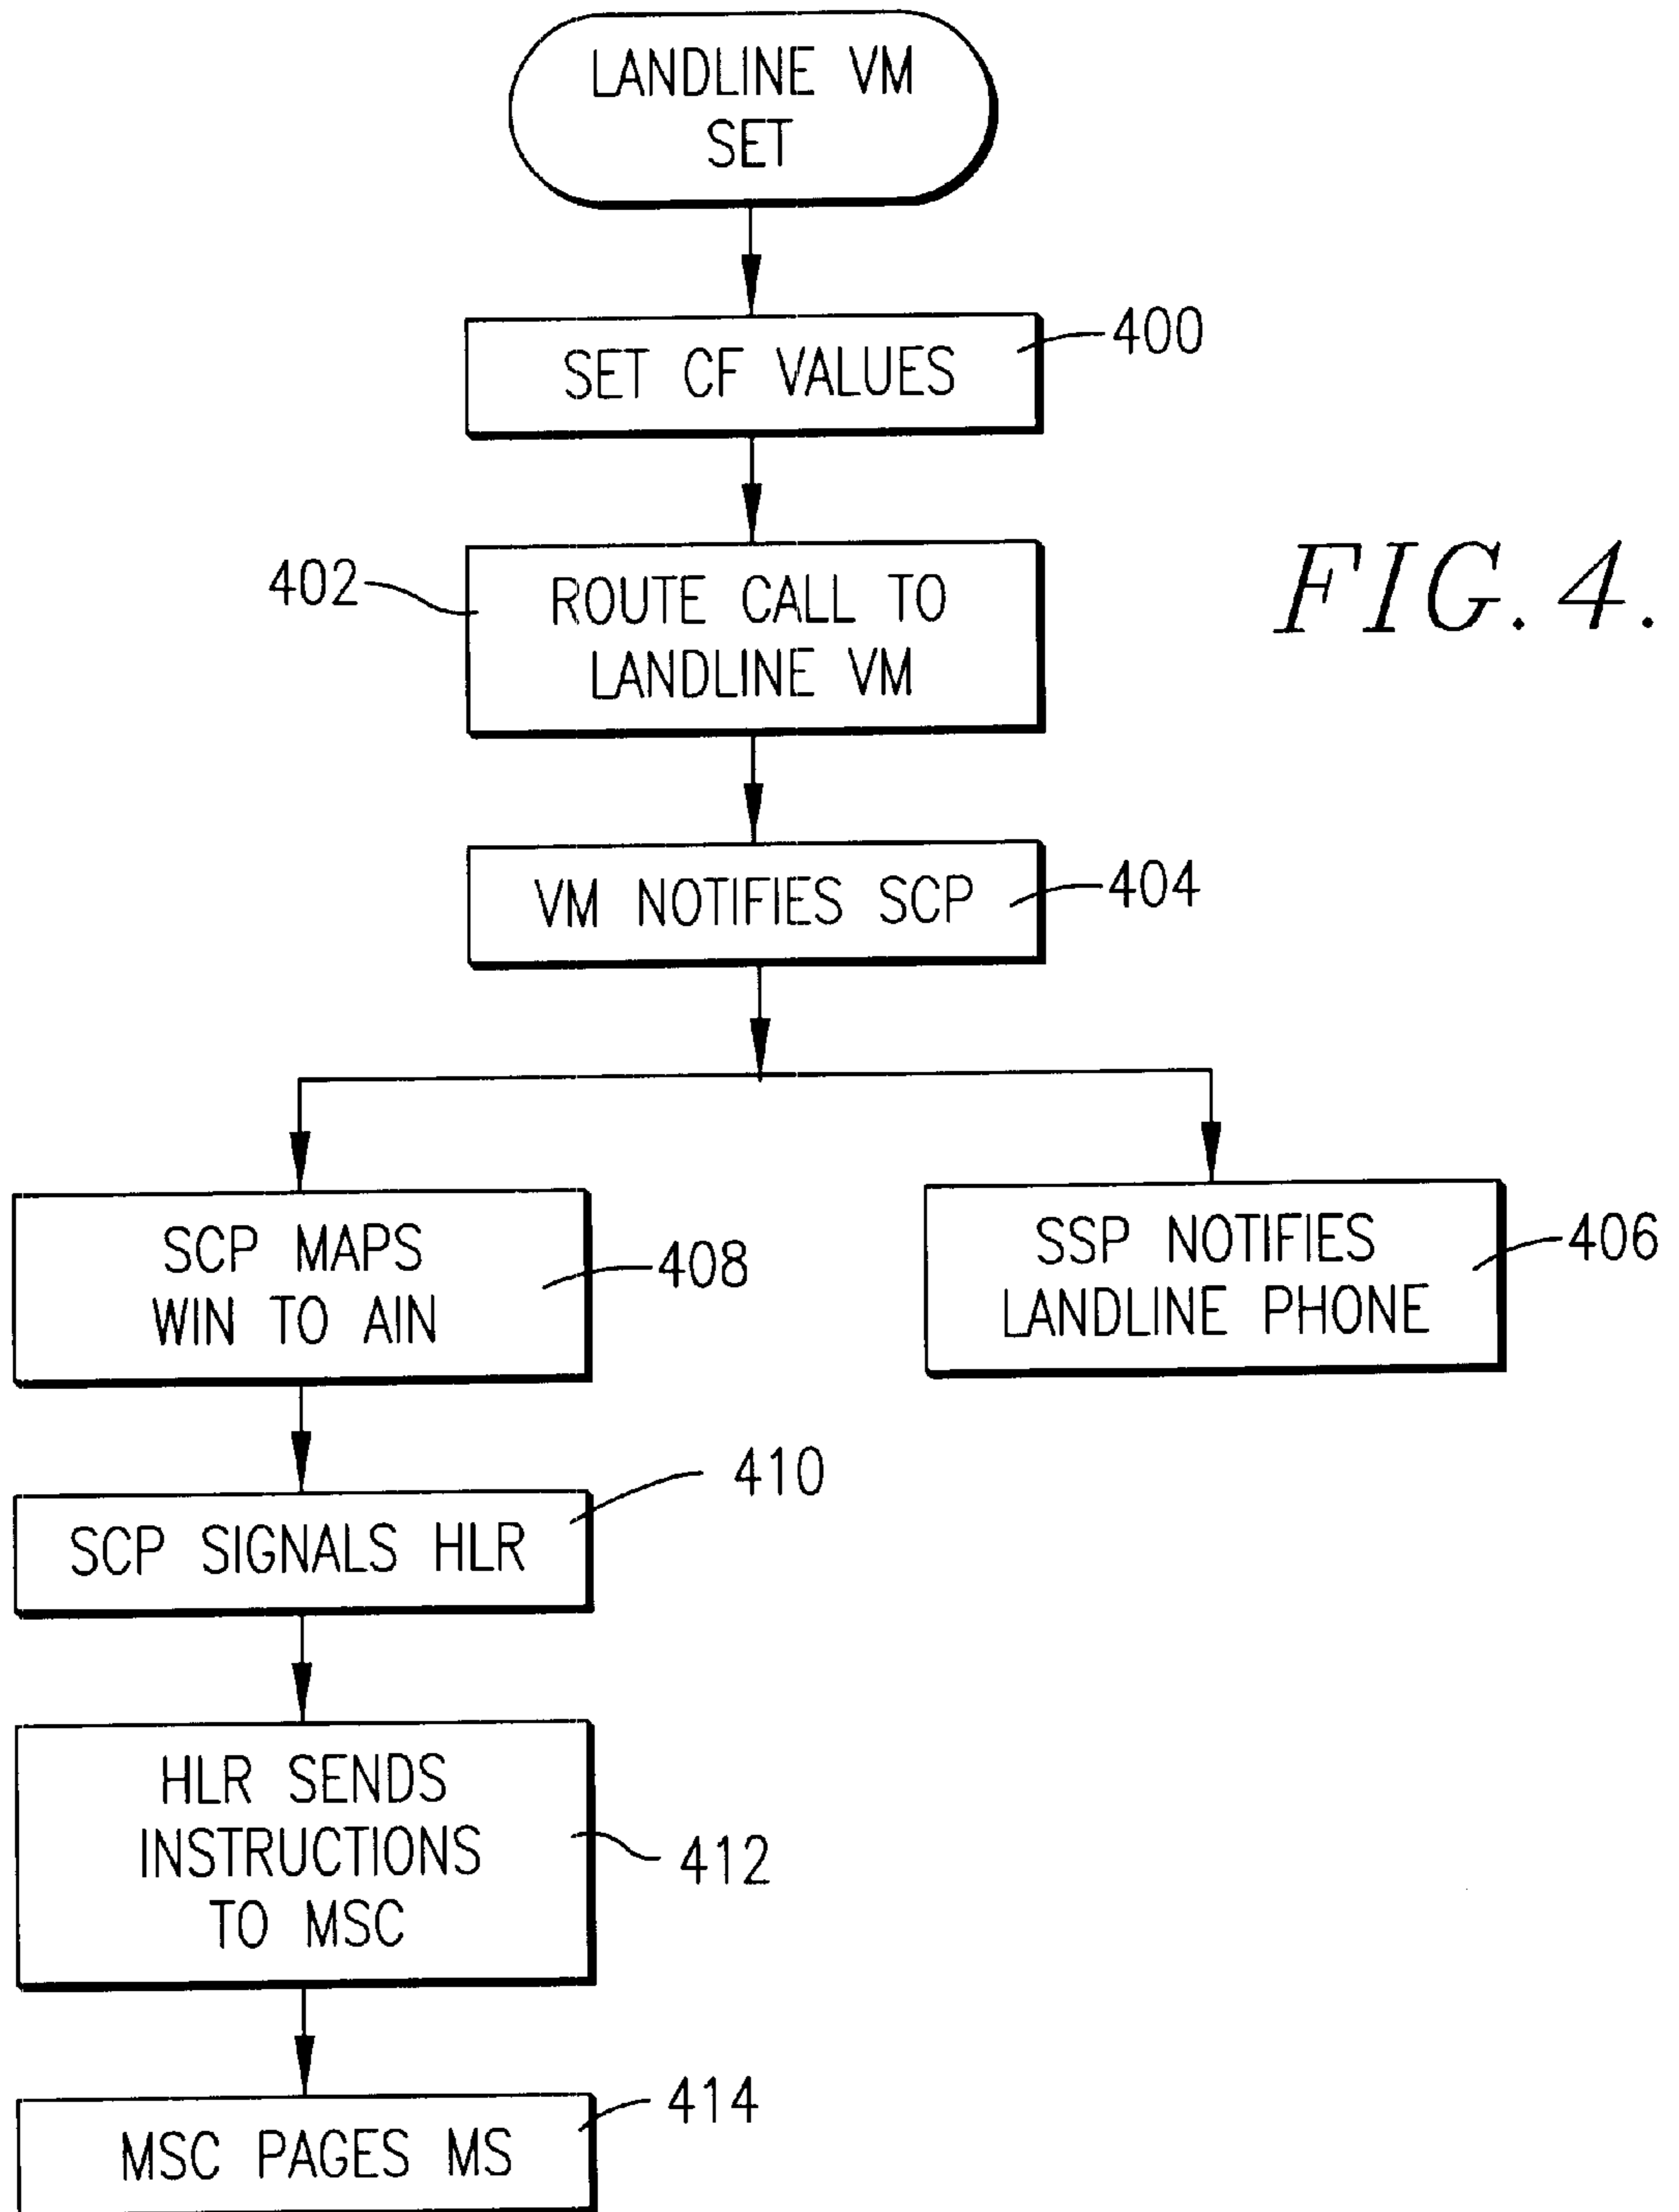 LANDLINE VM
SET
SET CF VALUES
400
402
ROUTE CALL TO
LANDLINE VM
FIG. 4.
VM NOTIFIES SCP
404
SCP MAPS
WIN TO AIN
408
SSP NOTIFIES
LANDLINE PHONE
406
SCP SIGNALS HLR
410
HLR SENDS
INSTRUCTIONS
TO MSC
412
MSC PAGES MS
414